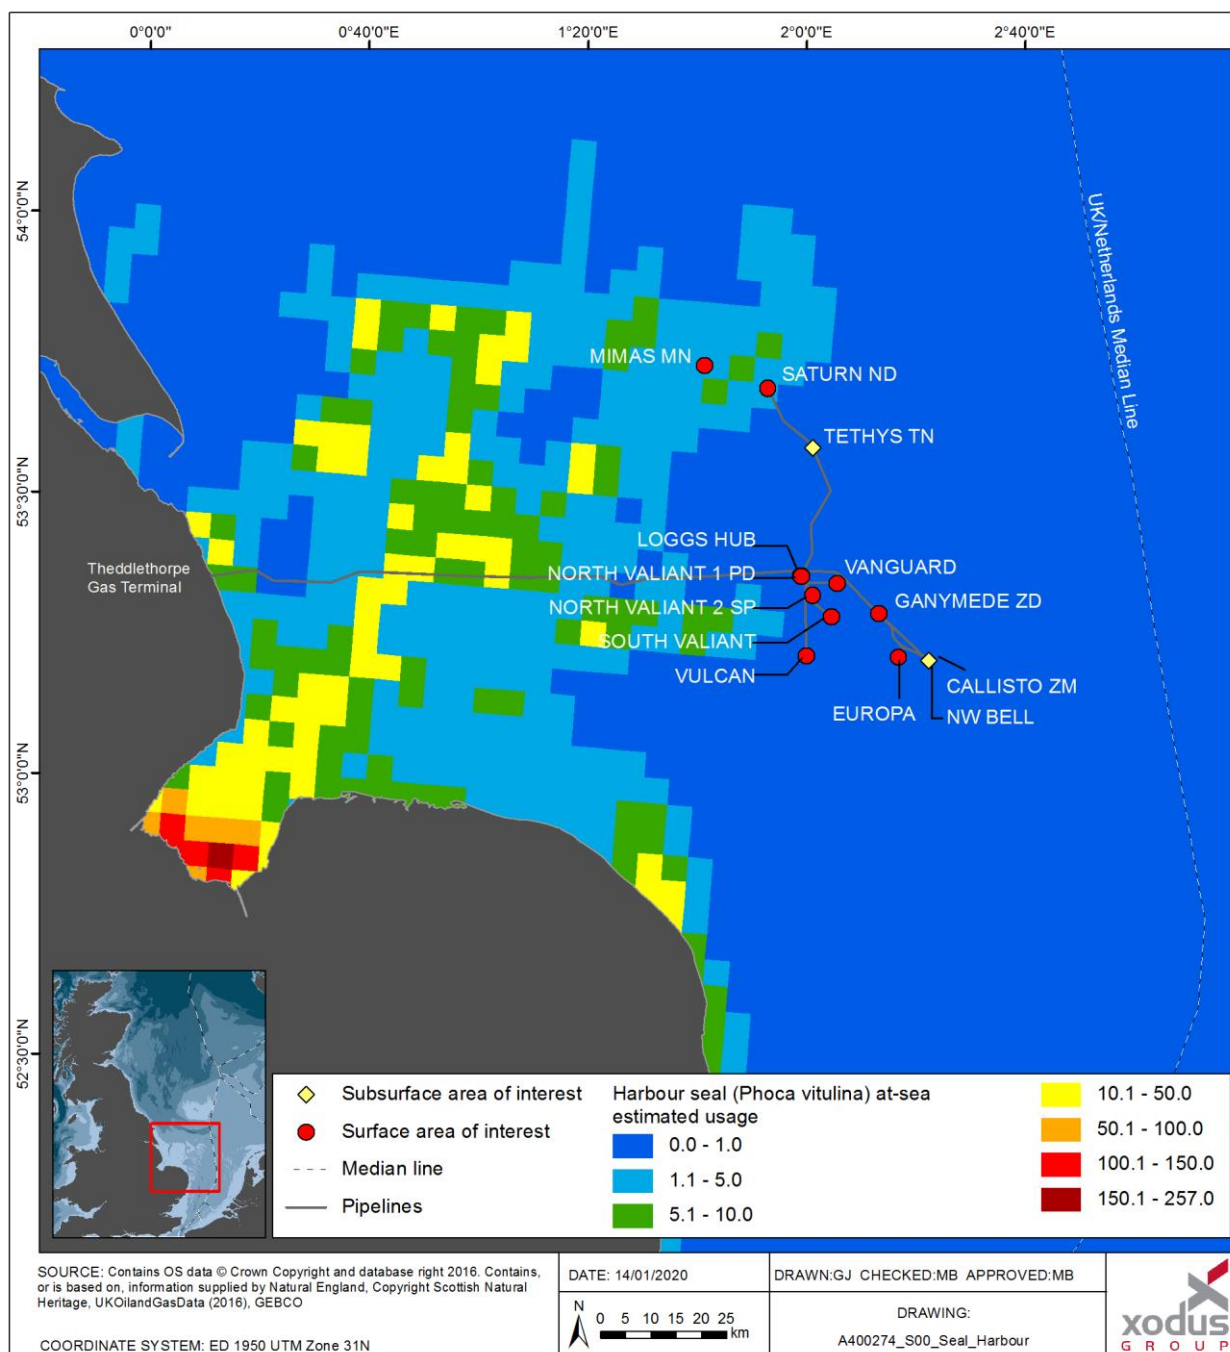 0°0'0"
0°40'0"E
1°20'0"E
2°0'0"E
2°40'0"E
54°0'0"N
53°30'0"N
53°0'0"N
52°30'0"N
UK/Netherlands Median Line
MIMAS MN
SATURN ND
TETHYS TN
LOGGS HUB
NORTH VALIANT 1 PD
VANGUARD
NORTH VALIANT 2 SP
GANYMEDE ZD
SOUTH VALIANT
VULCAN
CALLISTO ZM
EUROPA
NW BELL
Theddlethorpe
Gas Terminal
Subsurface area of interest
Surface area of interest
Median line
Pipelines
Harbour seal (Phoca vitulina) at-sea
estimated usage
0.0 - 1.0
1.1 - 5.0
5.1 - 10.0
10.1 - 50.0
50.1 - 100.0
100.1 - 150.0
150.1 - 257.0
SOURCE: Contains OS data © Crown Copyright and database right 2016. Contains,
or is based on, information supplied by Natural England, Copyright Scottish Natural
Heritage, UKOilandGasData (2016), GEBCO
COORDINATE SYSTEM: ED 1950 UTM Zone 31N
DATE: 14/01/2020
N
0 5 10 15 20 25
km
DRAWN:GJ CHECKED:MB APPROVED:MB
DRAWING:
A400274_S00_Seal_Harbour
xodus
GROUP